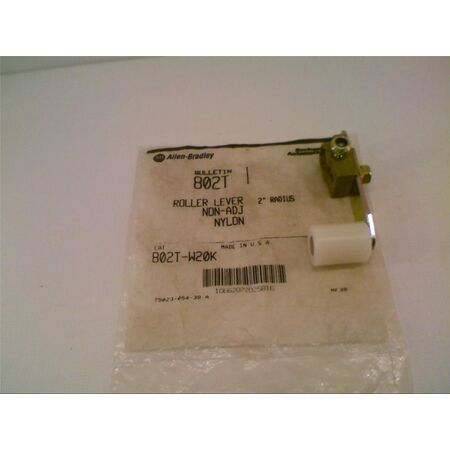 Allen-Bradley
BULLETIN
802T
ROLLER LEVER 2" RADIUS
NON-ADJ
NYLON
CAT
MADE IN U.S.A
802T-W20K